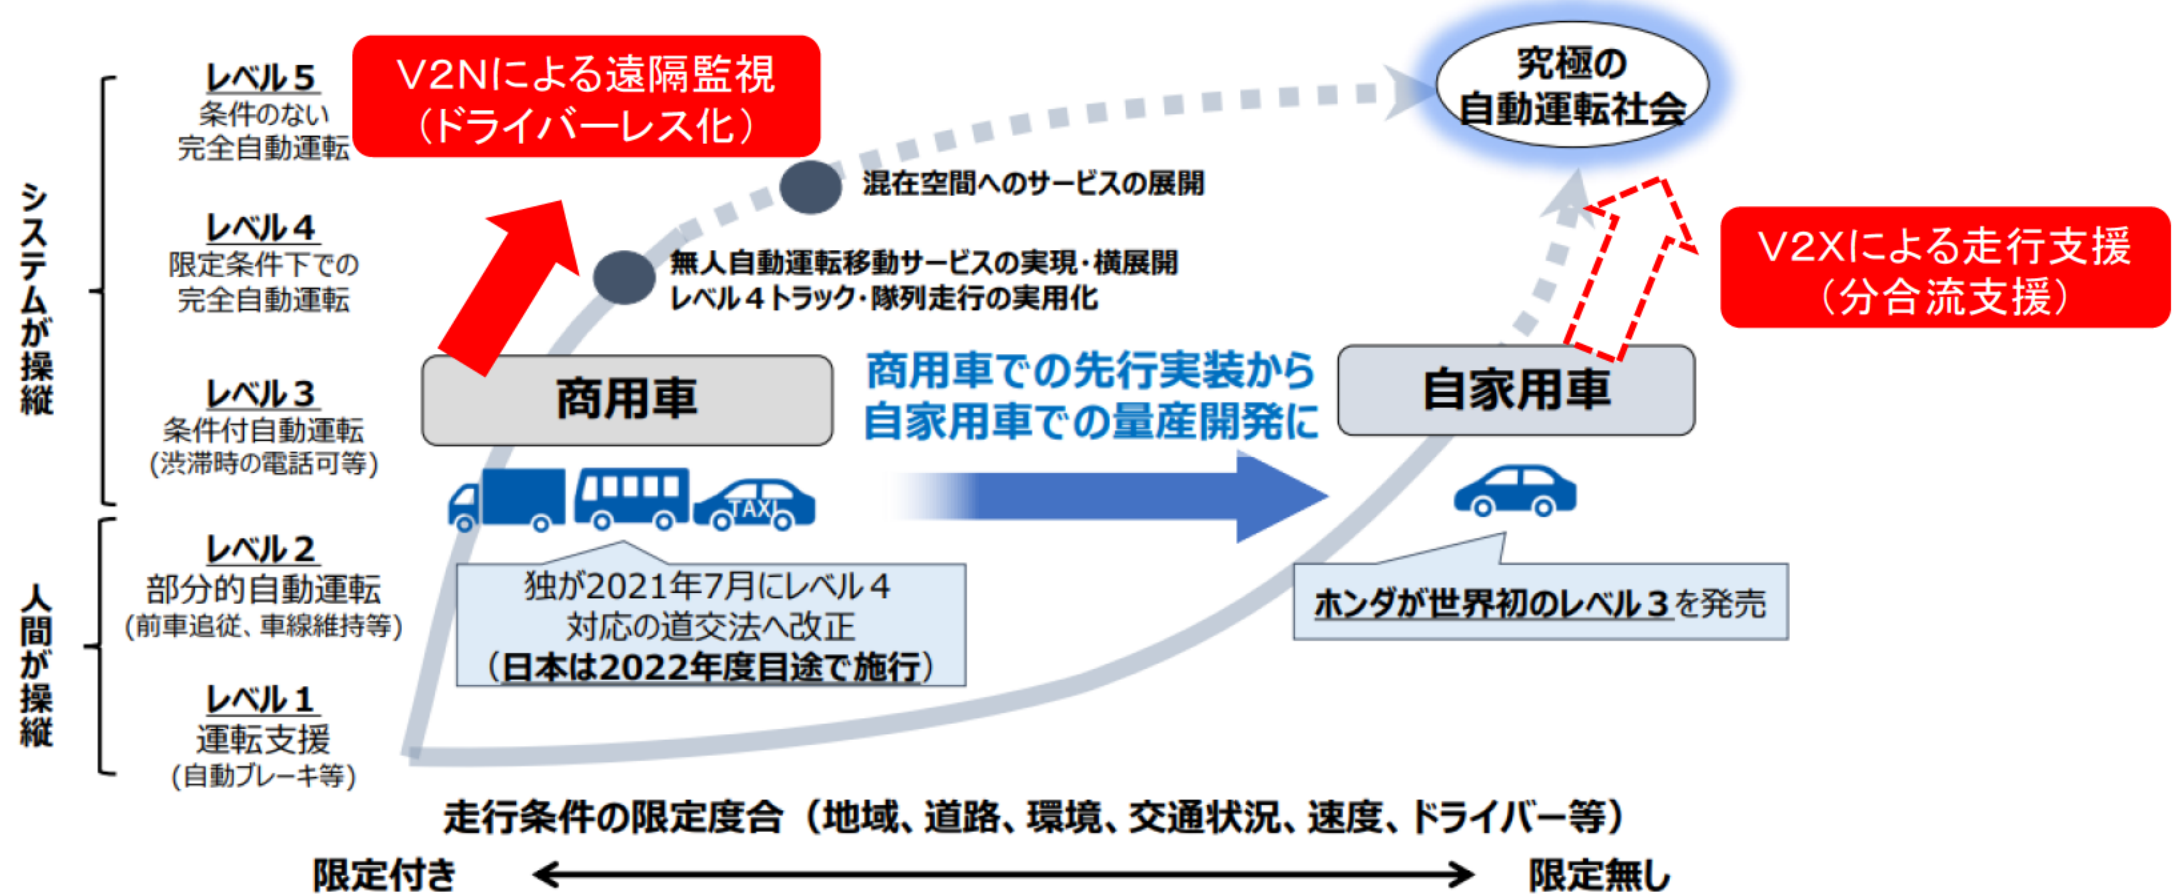 システムが操縦
レベル５
条件のない
完全自動運転
レベル４
限定条件下での
完全自動運転
レベル３
条件付自動運転
(渋滞時の電話可等)
人間が操縦
レベル２
部分的自動運転
(前車追従、車線維持等)
レベル１
運転支援
(自動ブレーキ等)
Ｖ２Ｎによる遠隔監視
（ドライバーレス化）
究極の
自動運転社会
混在空間へのサービスの展開
無人自動運転移動サービスの実現・横展開
レベル４トラック・隊列走行の実用化
Ｖ２Ｘによる走行支援
（分合流支援）
商用車
商用車での先行実装から
自家用車での量産開発に
自家用車
TAXI
独が2021年7月にレベル４
対応の道交法へ改正
（日本は2022年度目途で施行）
ホンダが世界初のレベル３を発売
走行条件の限定度合（地域、道路、環境、交通状況、速度、ドライバー等）
限定付き
限定無し